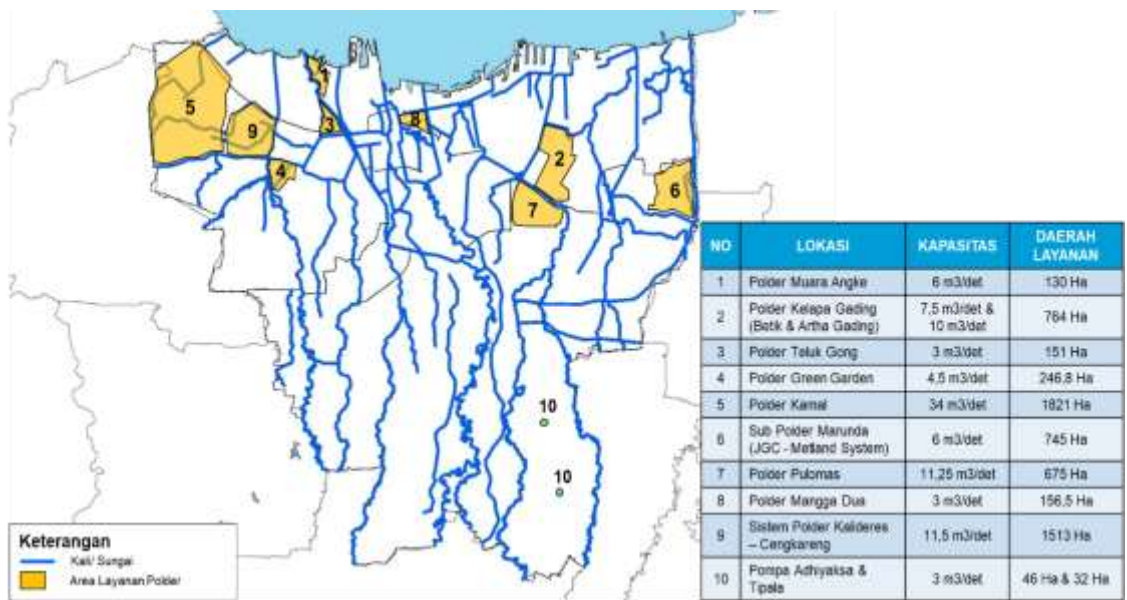 5
9
4
1
3
8
2
7
6
10
10
Keterangan
Kali/ Sungai
Area Layanan Polder
NO LOKASI KAPASITAS DAERAH
LAYANAN
1 Polder Muara Angke 6 m3/det 130 Ha
2 Polder Kelapa Gading
(Betik & Artha Gading) 7,5 m3/det &
10 m3/det 764 Ha
3 Polder Teluk Gong 3 m3/det 151 Ha
4 Polder Green Garden 4,5 m3/det 246,8 Ha
5 Polder Kamal 34 m3/det 1821 Ha
6 Sub Polder Marunda
(JGC - Metland System) 6 m3/det 745 Ha
7 Polder Pulomas 11,25 m3/det 675 Ha
8 Polder Mangga Dua 3 m3/det 156,5 Ha
9 Sistem Polder Kalideres
– Cengkareng 11,5 m3/det 1513 Ha
10 Pompa Adhiyaksa &
Tipala 3 m3/det 46 Ha & 32 Ha